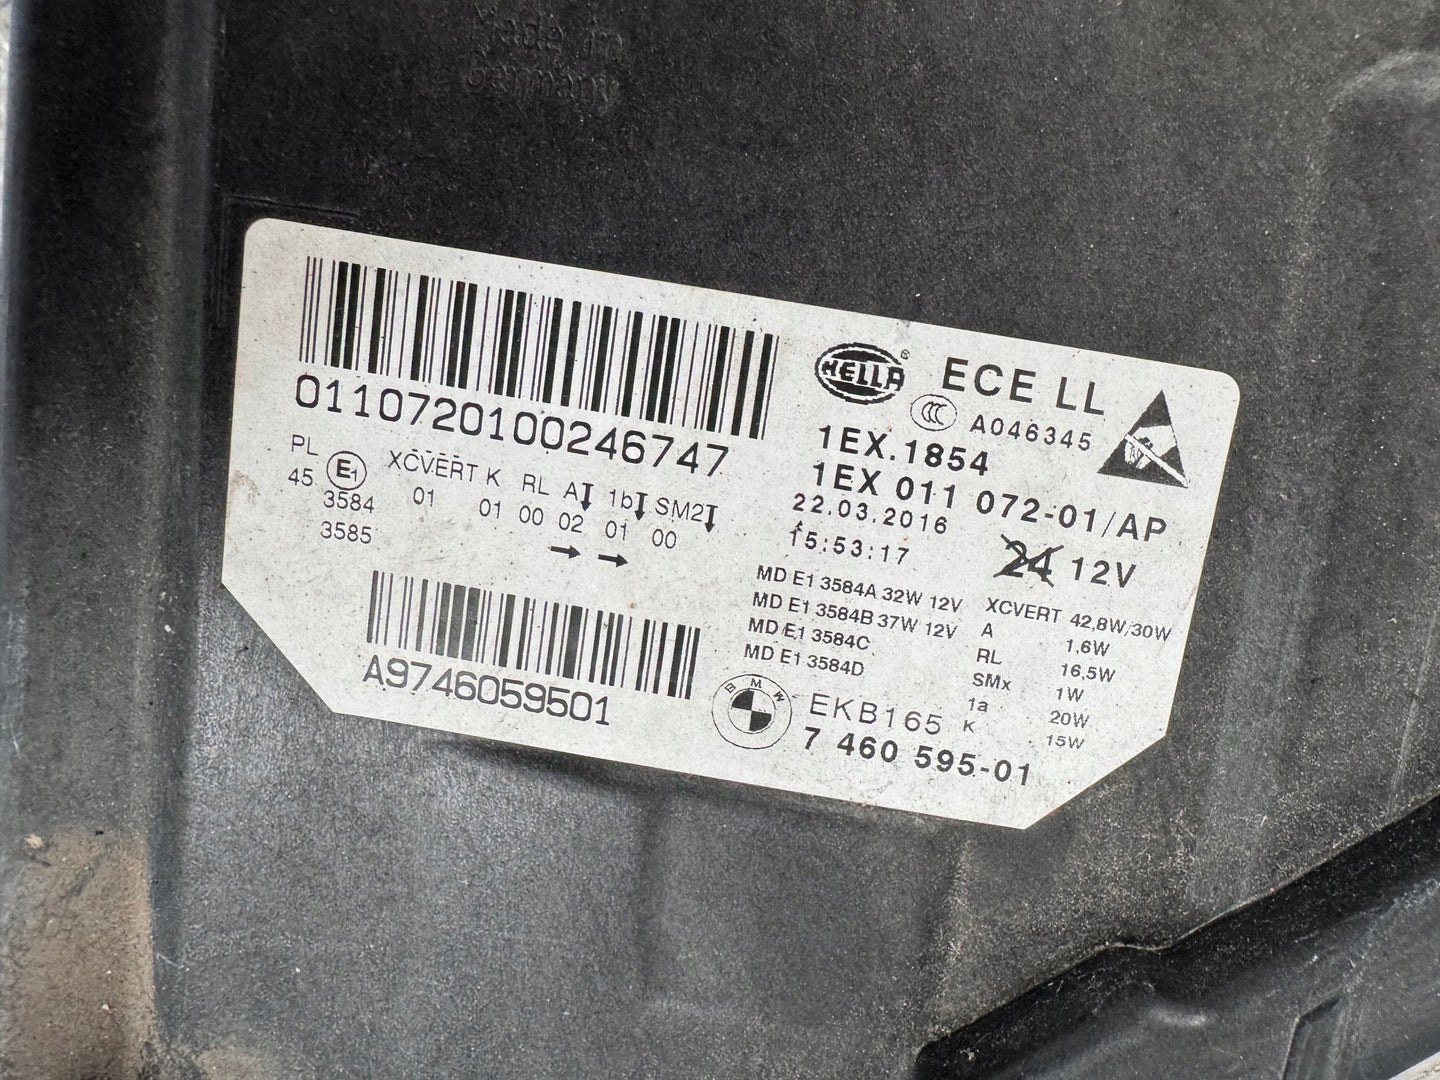 Made in
Germany
0110720100246747
HELLA ® ECE LL
CCC A046345
1EX.1854
1EX 011 072-01/AP
22.03.2016
15:53:17
24 12V
PL E1 XCVERT K RL A 1b SM2
45 3584 01 01 00 02 01 00
3585
MD E1 3584A 32W 12V
MD E1 3584B 37W 12V
MD E1 3584C
MD E1 3584D
XCVERT 42,8W/30W
A 1,6W
RL 16,5W
SMx 1W
1a 20W
K 15W
A9746059501
BMW EKB165
7 460 595-01